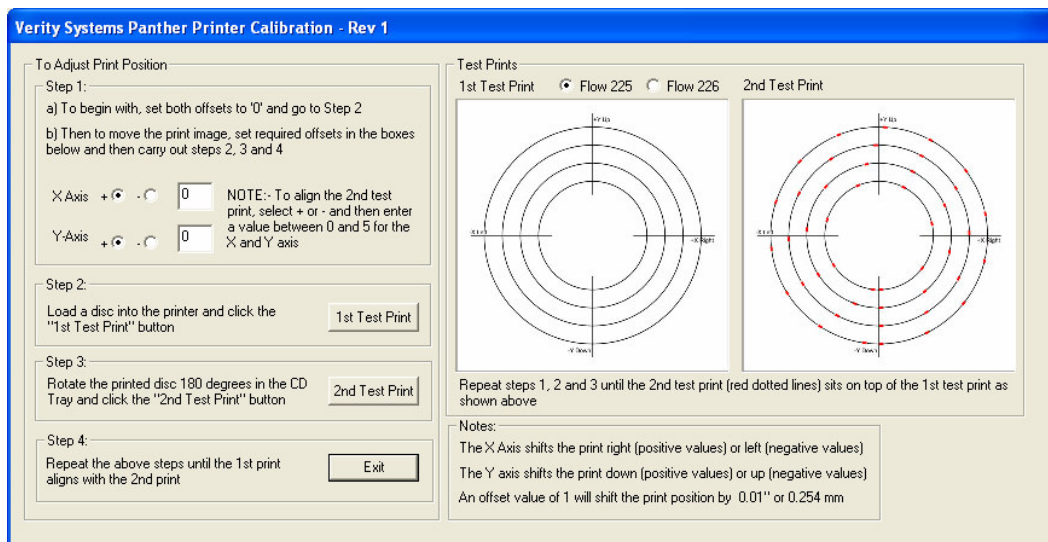 Verity Systems Panther Printer Calibration - Rev 1
To Adjust Print Position
Step 1:
a) To begin with, set both offsets to '0' and go to Step 2
b) Then to move the print image, set required offsets in the boxes
below and then carry out steps 2, 3 and 4
X Axis + - 0
Y-Axis + - 0
NOTE:- To align the 2nd test
print, select + or - and then enter
a value between 0 and 5 for the
X and Y axis
Step 2:
Load a disc into the printer and click the
"1st Test Print" button
1st Test Print
Step 3:
Rotate the printed disc 180 degrees in the CD
Tray and click the "2nd Test Print" button
2nd Test Print
Step 4:
Repeat the above steps until the 1st print
aligns with the 2nd print
Exit
Test Prints
1st Test Print Flow 225 Flow 226 2nd Test Print
+Y Up
+X Right
-Y Down
+Y Up
+X Right
-Y Down
Repeat steps 1, 2 and 3 until the 2nd test print (red dotted lines) sits on top of the 1st test print as
shown above
Notes:
The X Axis shifts the print right (positive values) or left (negative values)
The Y axis shifts the print down (positive values) or up (negative values)
An offset value of 1 will shift the print position by 0.01" or 0.254 mm